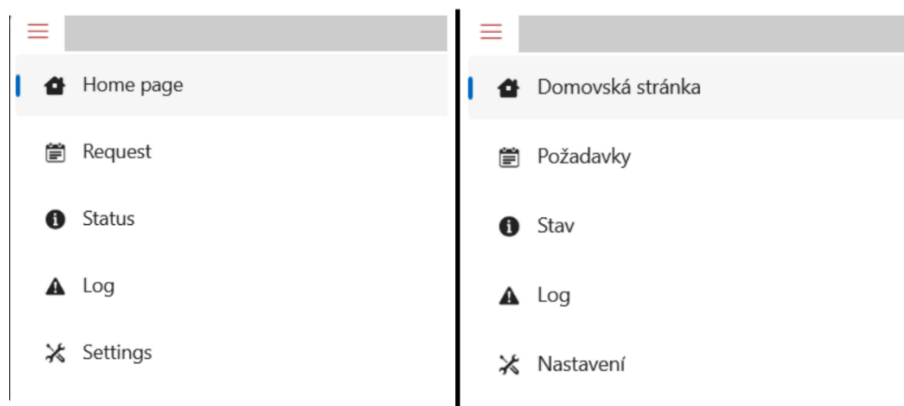 Home page
Request
Status
Log
Settings
Domovská stránka
Požadavky
Stav
Log
Nastavení